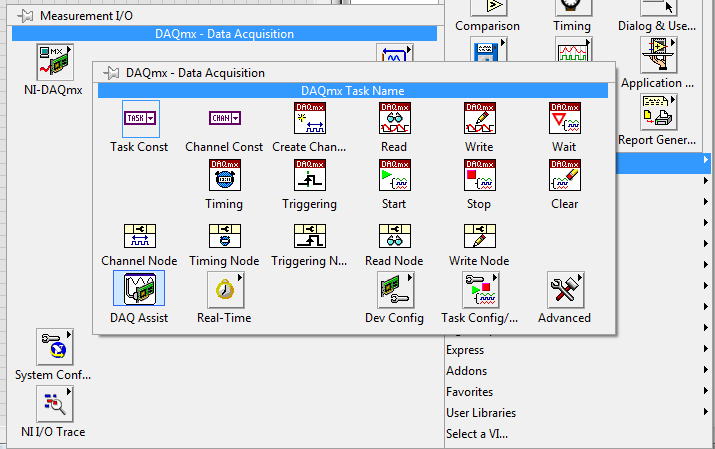 Measurement I/O
DAQmx - Data Acquisition
NI-DAQmx
Comparison
Timing
Dialog & Use...
Application ...
Report Gener...
DAQmx - Data Acquisition
DAQmx Task Name
TASK
CHAN
DAQmx
DAQmx
DAQmx
DAQmx
Task Const
Channel Const
Create Chan...
Read
Write
Wait
DAQmx
DAQmx
DAQmx
DAQmx
DAQmx
Timing
Triggering
Start
Stop
Clear
Channel Node
Timing Node
Triggering N...
Read Node
Write Node
DAQ Assist
Real-Time
Dev Config
Task Config/...
Advanced
System Conf...
NI I/O Trace
Express
Addons
Favorites
User Libraries
Select a VI...